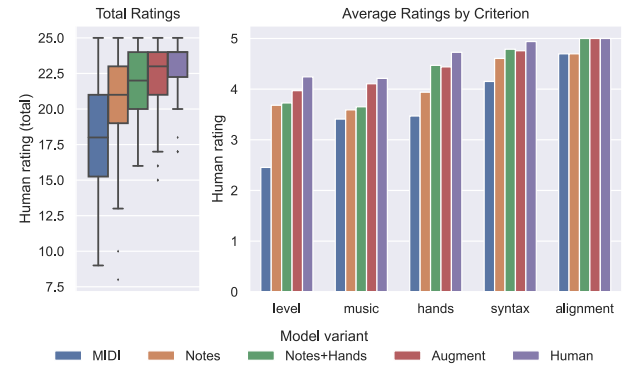 Total Ratings
Average Ratings by Criterion
Human rating (total)
25.0
22.5
20.0
17.5
15.0
12.5
10.0
7.5
Human rating
5
4
3
2
1
0
level music hands syntax alignment
Model variant
MIDI Notes Notes+Hands Augment Human